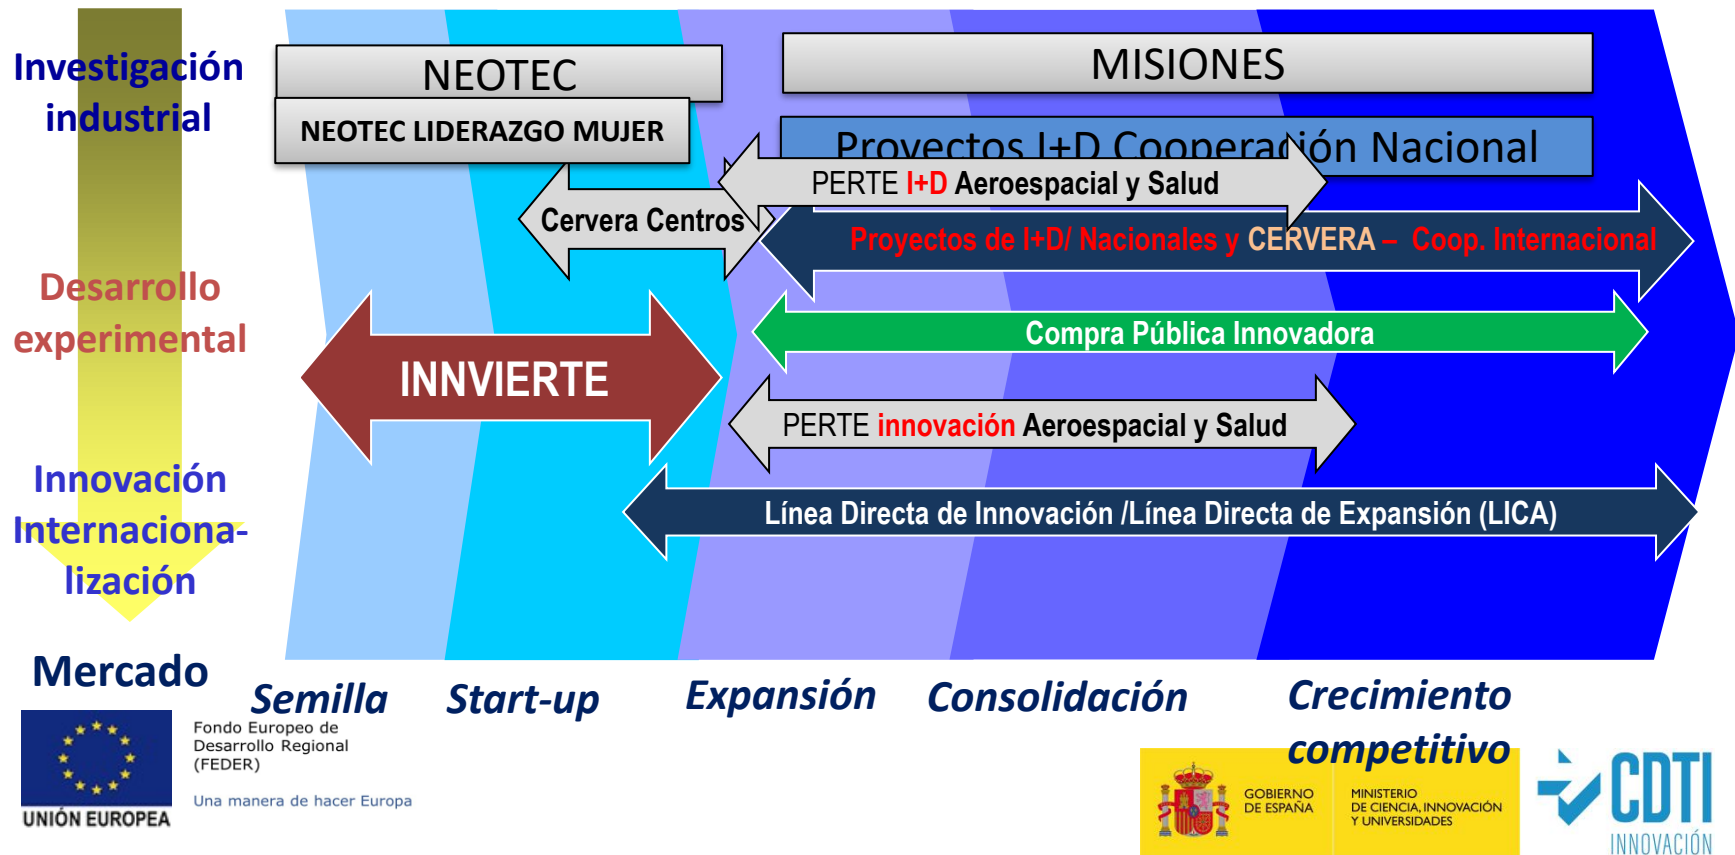 Investigación
industrial
Desarrollo
experimental
Innovación
Internaciona-
lización
Mercado
NEOTEC
NEOTEC LIDERAZGO MUJER
MISIONES
Proyectos I+D Cooperación Nacional
PERTE I+D Aeroespacial y Salud
Cervera Centros
Proyectos de I+D/ Nacionales y CERVERA – Coop. Internacional
Compra Pública Innovadora
INNVIERTE
PERTE innovación Aeroespacial y Salud
Línea Directa de Innovación /Línea Directa de Expansión (LICA)
Semilla
Start-up
Expansión
Consolidación
Crecimiento
competitivo
UNIÓN EUROPEA
Fondo Europeo de
Desarrollo Regional
(FEDER)
Una manera de hacer Europa
GOBIERNO
DE ESPAÑA
MINISTERIO
DE CIENCIA, INNOVACIÓN
Y UNIVERSIDADES
CDTI
INNOVACIÓN